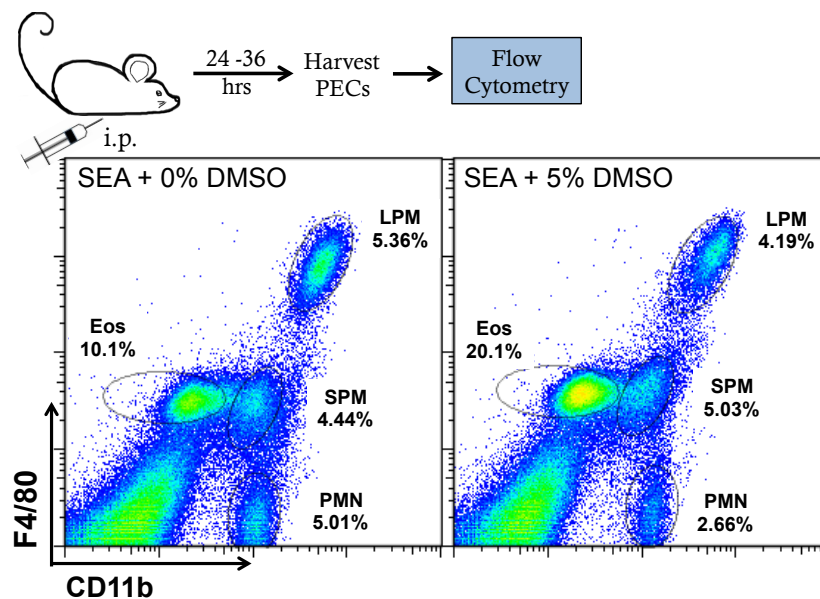 24 -36
hrs
Harvest
PECs
Flow
Cytometry
i.p.
SEA + 0% DMSO
LPM
5.36%
Eos
10.1%
SPM
4.44%
PMN
5.01%
SEA + 5% DMSO
LPM
4.19%
Eos
20.1%
SPM
5.03%
PMN
2.66%
F4/80
CD11b